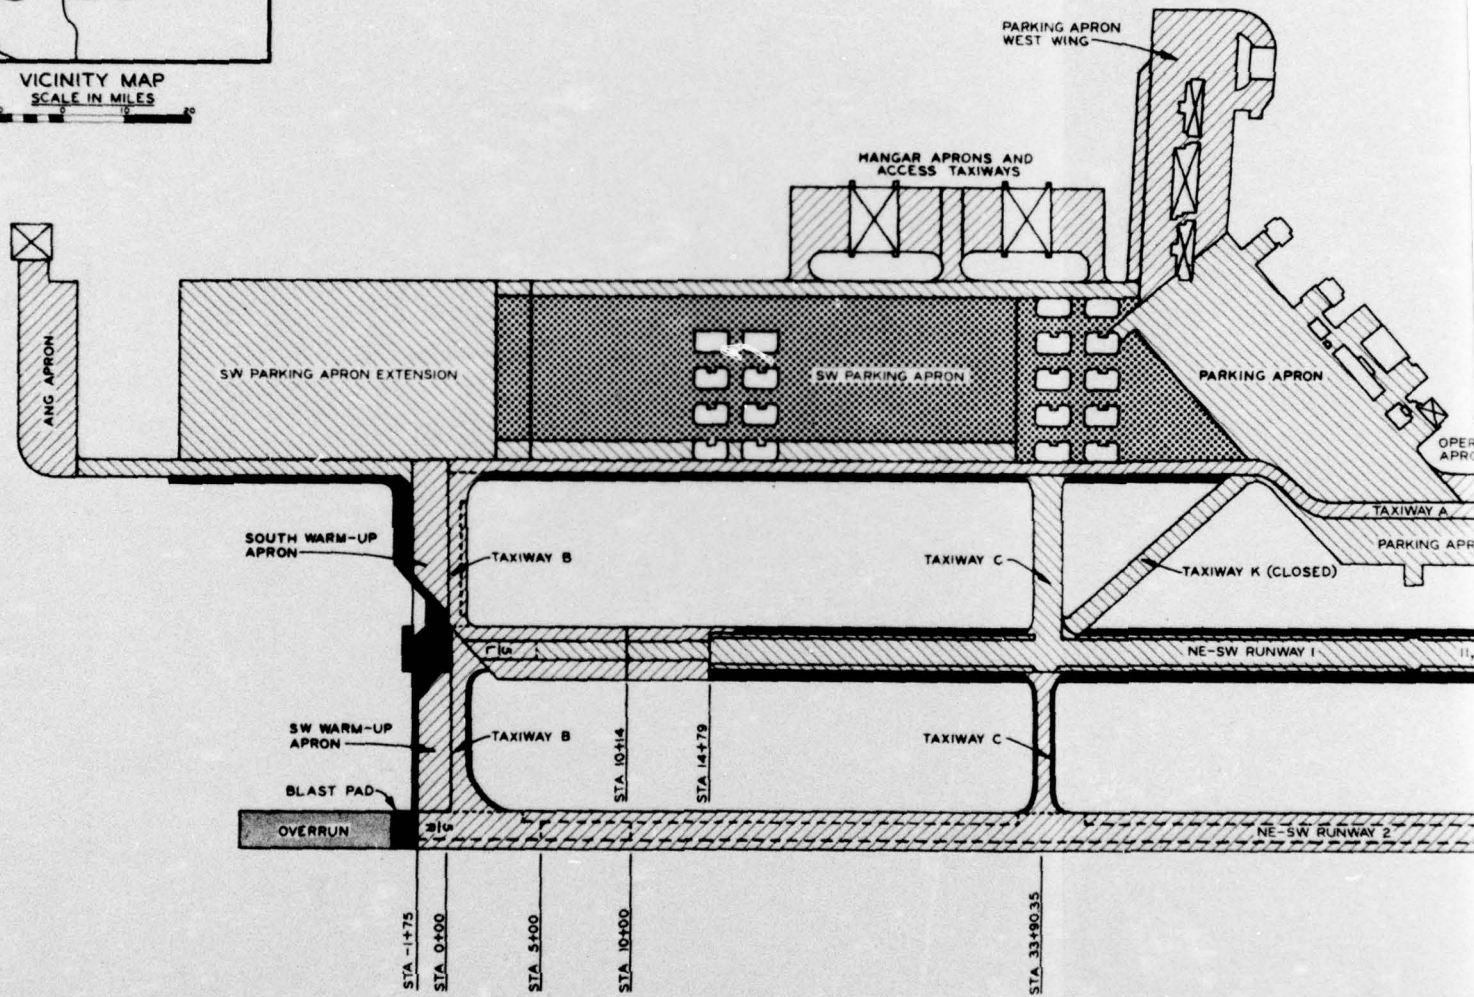 VICINITY MAP
SCALE IN MILES
0 10 20
PARKING APRON
WEST WING
HANGAR APRONS AND
ACCESS TAXIWAYS
ANG APRON
SW PARKING APRON EXTENSION
SW PARKING APRON
PARKING APRON
OPER
APRO
TAXIWAY A
PARKING APR
SOUTH WARM-UP
APRON
TAXIWAY B
TAXIWAY C
TAXIWAY K (CLOSED)
5 L
NE-SW RUNWAY 1
11,
SW WARM-UP
APRON
TAXIWAY B
STA 10+14
STA 14+79
TAXIWAY C
BLAST PAD
OVERRUN
5 R
NE-SW RUNWAY 2
STA -1+75
STA 0+00
STA 5+00
STA 10+00
STA 33+90.35